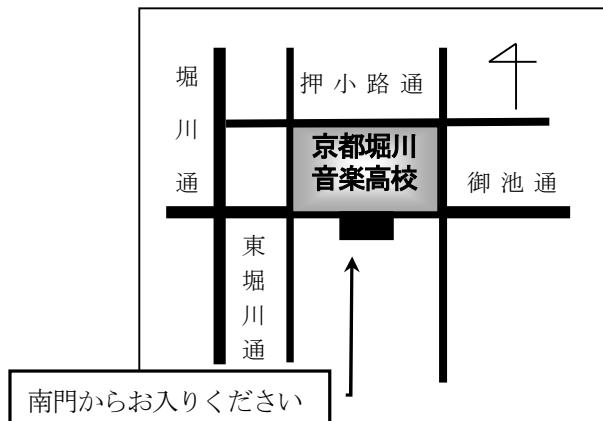 堀川通
押小路通
京都堀川
音楽高校
御池通
東堀川通
南門からお入りください